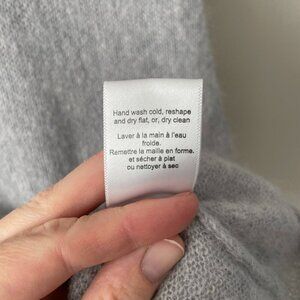 Hand wash cold, reshape
and dry flat, or, dry clean
Laver à la main à l'eau
froide.
Remettre la maille en forme.
et sécher à plat
ou nettoyer à sec